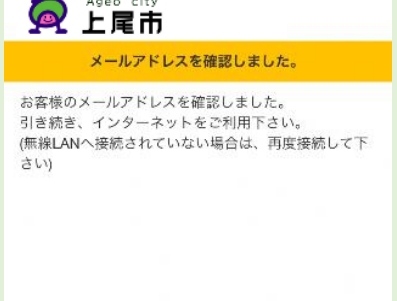 Ageo city
上尾市
メールアドレスを確認しました。
お客様のメールアドレスを確認しました。
引き続き、インターネットをご利用下さい。
(無線LANへ接続されていない場合は、再度接続して下
さい)